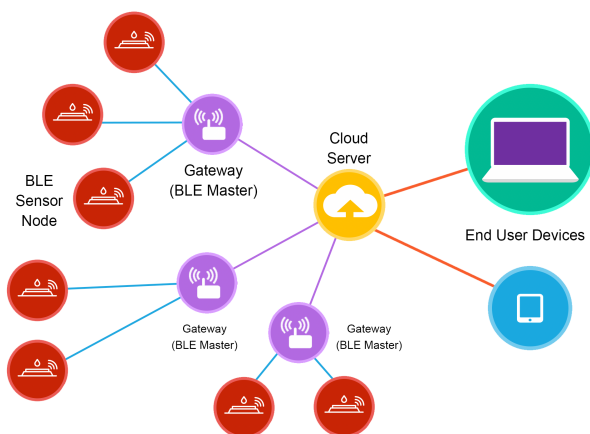 Cloud
Server
Gateway
(BLE Master)
BLE
Sensor
Node
End User Devices
Gateway
(BLE Master)
Gateway
(BLE Master)